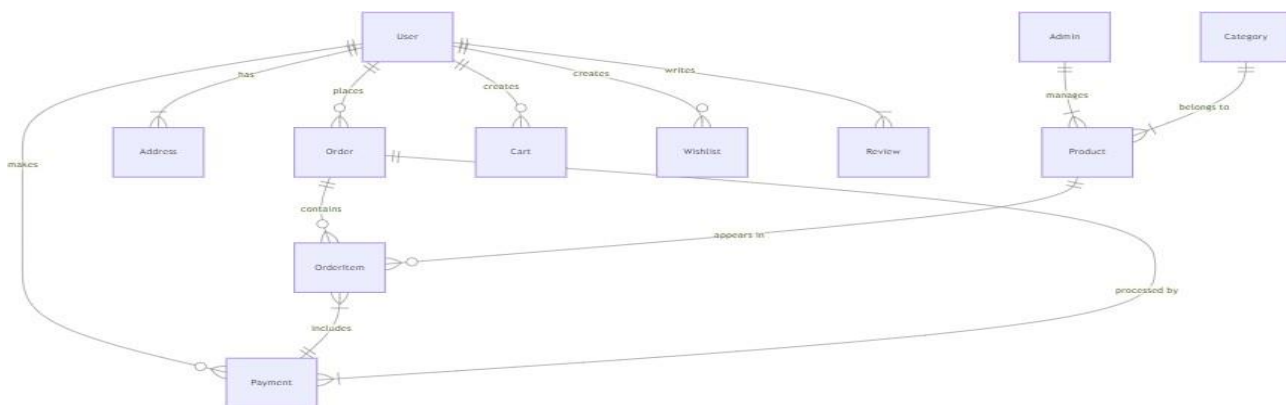 User
Admin
Category
has
places
creates
creates
writes
manages
belongs to
makes
Address
Order
Cart
Wishlist
Review
Product
contains
appears in
OrderItem
processed by
includes
Payment